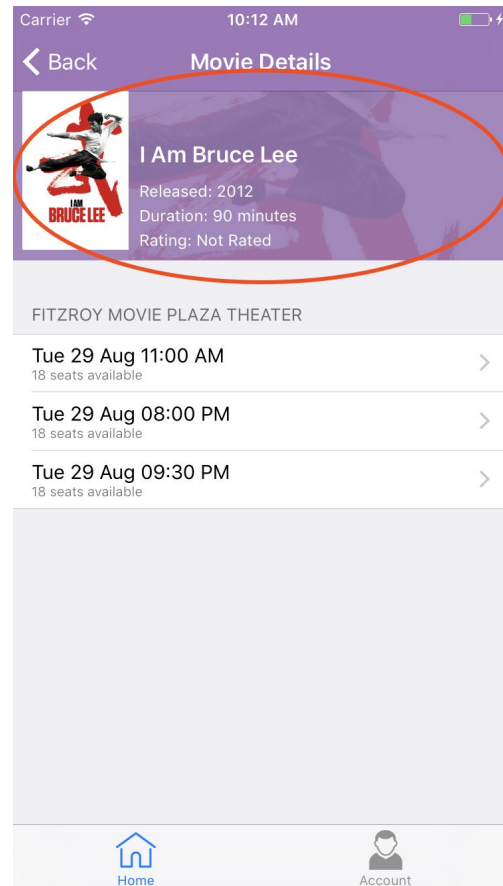 Carrier 10:12 AM
Back Movie Details
I AM
BRUCE LEE
I Am Bruce Lee
Released: 2012
Duration: 90 minutes
Rating: Not Rated
FITZROY MOVIE PLAZA THEATER
Tue 29 Aug 11:00 AM
18 seats available
Tue 29 Aug 08:00 PM
18 seats available
Tue 29 Aug 09:30 PM
18 seats available
Home Account